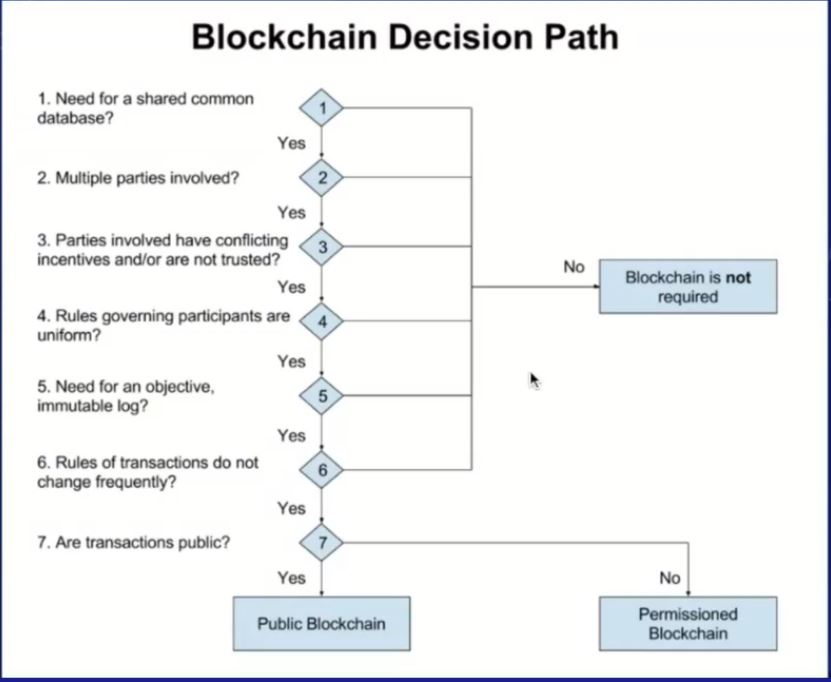 Blockchain Decision Path
1. Need for a shared common
database?
1
Yes
2. Multiple parties involved?
2
Yes
3. Parties involved have conflicting
incentives and/or are not trusted?
3
Yes
No
Blockchain is not
required
4. Rules governing participants are
uniform?
4
Yes
5. Need for an objective,
immutable log?
5
Yes
6. Rules of transactions do not
change frequently?
6
Yes
7. Are transactions public?
7
Yes
No
Public Blockchain
Permissioned
Blockchain